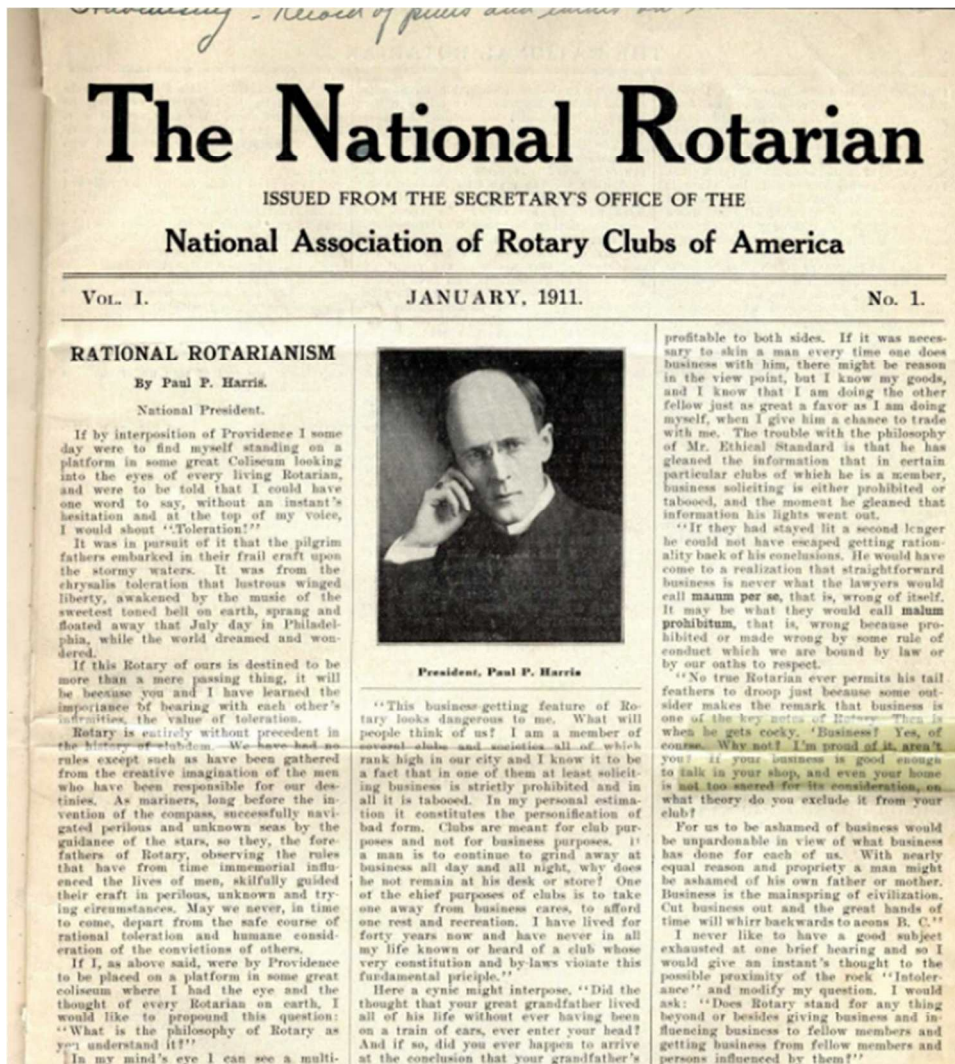 Record of
The National Rotarian
ISSUED FROM THE SECRETARY'S OFFICE OF THE
National Association of Rotary Clubs of America
VOL. I.
JANUARY, 1911.
No. 1.
RATIONAL ROTARIANISM
By Paul P. Harris.
National President.
If by interposition of Providence I some
day were to find myself standing on a
platform in some great Coliseum looking
into the eyes of every living Rotarian,
and were to be told that I could have
one word to say, without an instant's
hesitation and at the top of my voice,
I would shout "Toleration!"
It was in pursuit of it that the pilgrim
fathers embarked in their frail craft upon
the stormy waters. It was from the
chrysalis toleration that lustrous winged
liberty, awakened by the music of the
sweetest toned bell on earth, sprang and
floated away that July day in Philadel-
phia, while the world dreamed and won-
dered.
If this Rotary of ours is destined to be
more than a mere passing thing, it will
be because you and I have learned the
importance of bearing with each other's
infirmities, the value of toleration.
Rotary is entirely without precedent in
the history of clubdom. We have had no
rules except such as have been gathered
from the creative imagination of the men
who have been responsible for our des-
tinies. As mariners, long before the in-
vention of the compass, successfully navi-
gated perilous and unknown seas by the
guidance of the stars, so they, the fore-
fathers of Rotary, observing the rules
that have from time immemorial influ-
enced the lives of men, skilfully guided
their craft in perilous, unknown and try-
ing circumstances. May we never, in time
to come, depart from the safe course of
rational toleration and humane consid-
eration of the convictions of others.
If I, as above said, were by Providence
to be placed on a platform in some great
coliseum where I had the eye and the
thought of every Rotarian on earth, I
would like to propound this question:
"What is the philosophy of Rotary as
you understand it?"
In my mind's eye I can see a multi-
President, Paul P. Harris
"This business-getting feature of Ro-
tary looks dangerous to me. What will
people think of us? I am a member of
several clubs and societies all of which
rank high in our city and I know it to be
a fact that in one of them at least solicit-
ing business is strictly prohibited and in
all it is tabooed. In my personal estima-
tion it constitutes the personification of
bad form. Clubs are meant for club pur-
poses and not for business purposes. If
a man is to continue to grind away at
business all day and all night, why does
he not remain at his desk or store? One
of the chief purposes of clubs is to take
one away from business cares, to afford
one rest and recreation. I have lived for
forty years now and have never in all
my life known or heard of a club whose
very constitution and by-laws violate this
fundamental priciple."
Here a cynic might interpose, "Did the
thought that your great grandfather lived
all of his life without ever having been
on a train of cars, ever enter your head?
And if so, did you ever happen to arrive
at the conclusion that your grandfather's
profitable to both sides. If it was neces-
sary to skin a man every time one does
business with him, there might be reason
in the view point, but I know my goods,
and I know that I am doing the other
fellow just as great a favor as I am doing
myself, when I give him a chance to trade
with me. The trouble with the philosophy
of Mr. Ethical Standard is that he has
gleaned the information that in certain
particular clubs of which he is a member,
business soliciting is either prohibited or
tabooed, and the moment he gleaned that
information his lights went out.
"If they had stayed lit a second longer
he could not have escaped getting ration-
ality back of his conclusions. He would have
come to a realization that straightforward
business is never what the lawyers would
call malum per se, that is, wrong of itself.
It may be what they would call malum
prohibitum, that is, wrong because pro-
hibited or made wrong by some rule of
conduct which we are bound by law or
by our oaths to respect.
"No true Rotarian ever permits his tail
feathers to droop just because some out-
sider makes the remark that business is
one of the key notes of Rotary. Then is
when he gets cocky. 'Business? Yes, of
course. Why not? I'm proud of it, aren't
you? If your business is good enough
to talk in your shop, and even your home
is not too sacred for its consideration, on
what theory do you exclude it from your
club?
For us to be ashamed of business would
be unpardonable in view of what business
has done for each of us. With nearly
equal reason and propriety a man might
be ashamed of his own father or mother.
Business is the mainspring of civilization.
Cut business out and the great hands of
time will whirr backwards to aeons B. C."
I never like to have a good subject
exhausted at one brief hearing and so I
would give an instant's thought to the
possible proximity of the rock "Intoler-
ance" and modify my question. I would
ask: "Does Rotary stand for any thing
beyond or besides giving business and in-
fluencing business to fellow members and
getting business from fellow members and
persons influenced by them?"